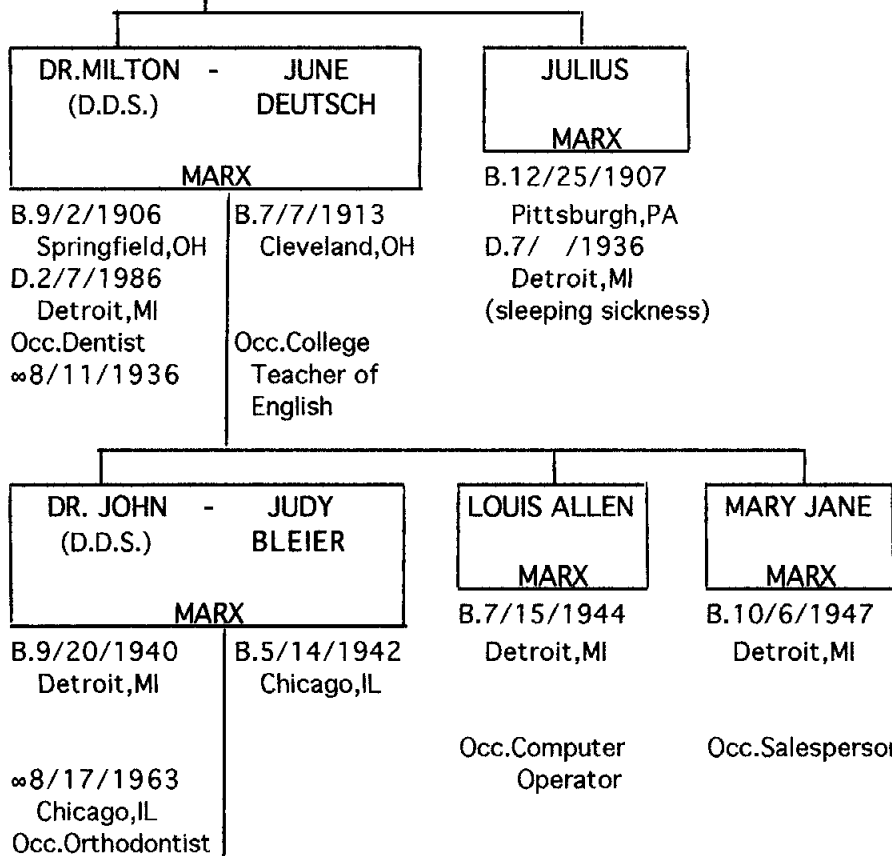 DR.MILTON - JUNE
(D.D.S.) DEUTSCH
MARX
B.9/2/1906
Springfield,OH
D.2/7/1986
Detroit,MI
Occ.Dentist
∞8/11/1936
B.7/7/1913
Cleveland,OH
Occ.College
Teacher of
English
JULIUS
MARX
B.12/25/1907
Pittsburgh,PA
D.7/ /1936
Detroit,MI
(sleeping sickness)
DR. JOHN - JUDY
(D.D.S.) BLEIER
MARX
B.9/20/1940
Detroit,MI
∞8/17/1963
Chicago,IL
Occ.Orthodontist
B.5/14/1942
Chicago,IL
LOUIS ALLEN
MARX
B.7/15/1944
Detroit,MI
Occ.Computer
Operator
MARY JANE
MARX
B.10/6/1947
Detroit,MI
Occ.Salesperson